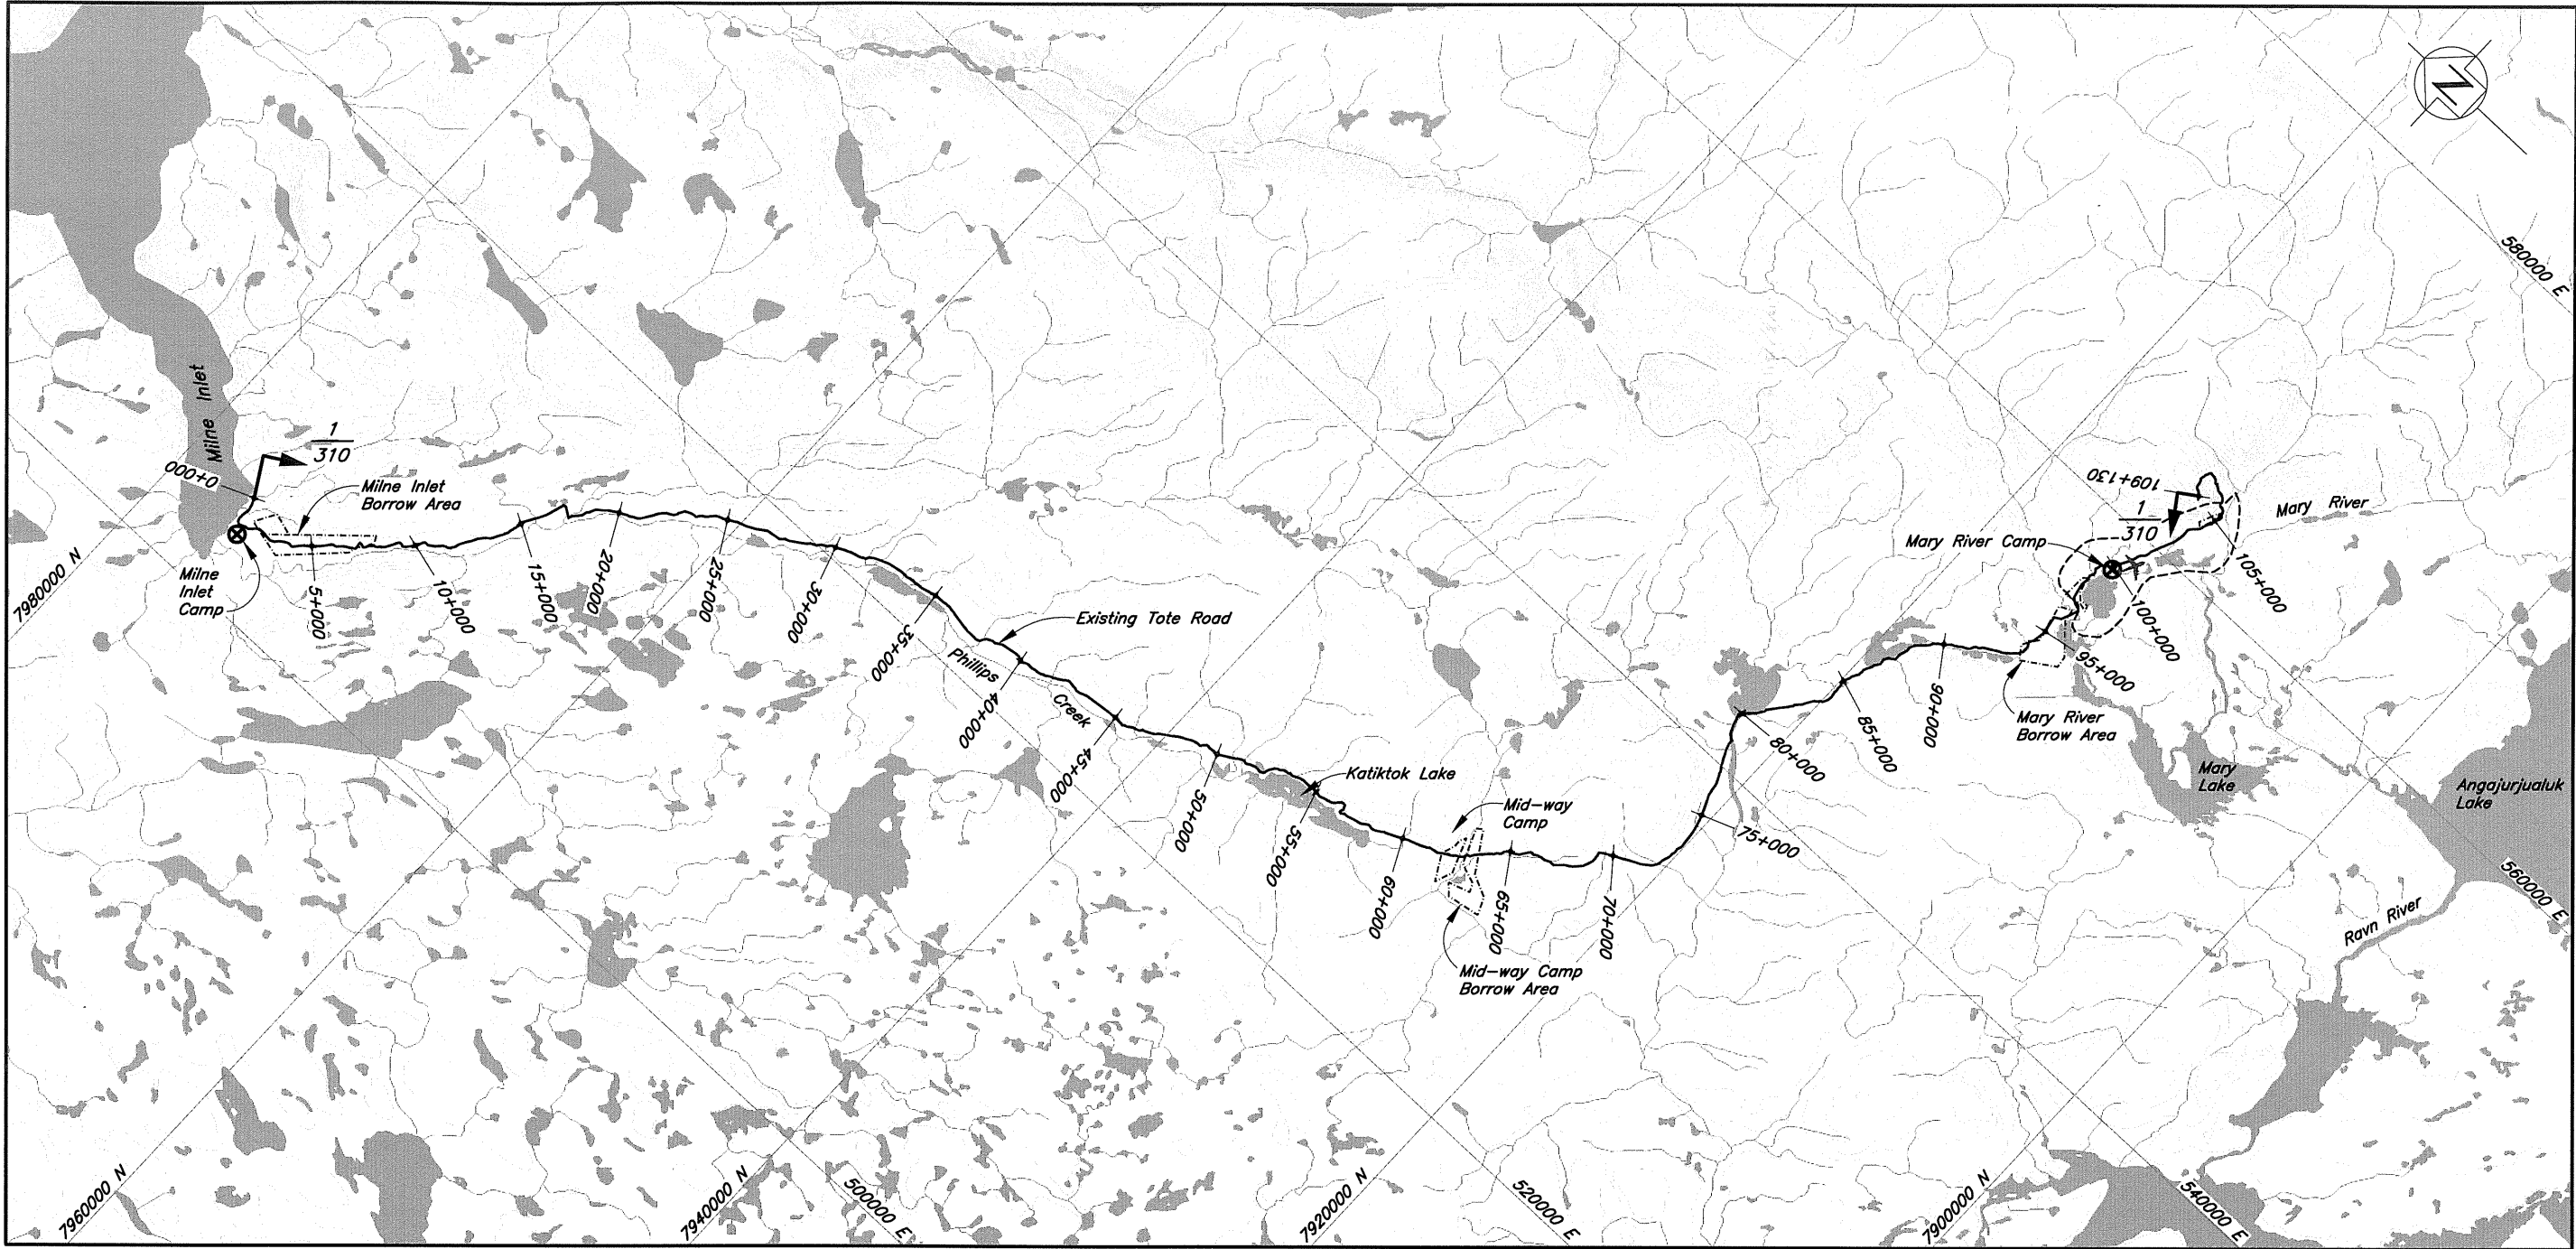 N
580000 E
Milne Inlet
1
310
0+000
Milne Inlet
Borrow Area
109+130
1
310
Mary River
Mary River Camp
7980000 N
Milne
Inlet
Camp
5+000
10+000
15+000
20+000
25+000
30+000
35+000
Existing Tote Road
Phillips
Creek
40+000
45+000
50+000
55+000
Katiktok Lake
60+000
Mid-way
Camp
65+000
70+000
Mid-way Camp
Borrow Area
75+000
80+000
85+000
90+000
95+000
100+000
105+000
Mary River
Borrow Area
Mary
Lake
Angajurjualuk
Lake
560000 E
Ravn River
7960000 N
7940000 N
500000 E
7920000 N
520000 E
7900000 N
540000 E